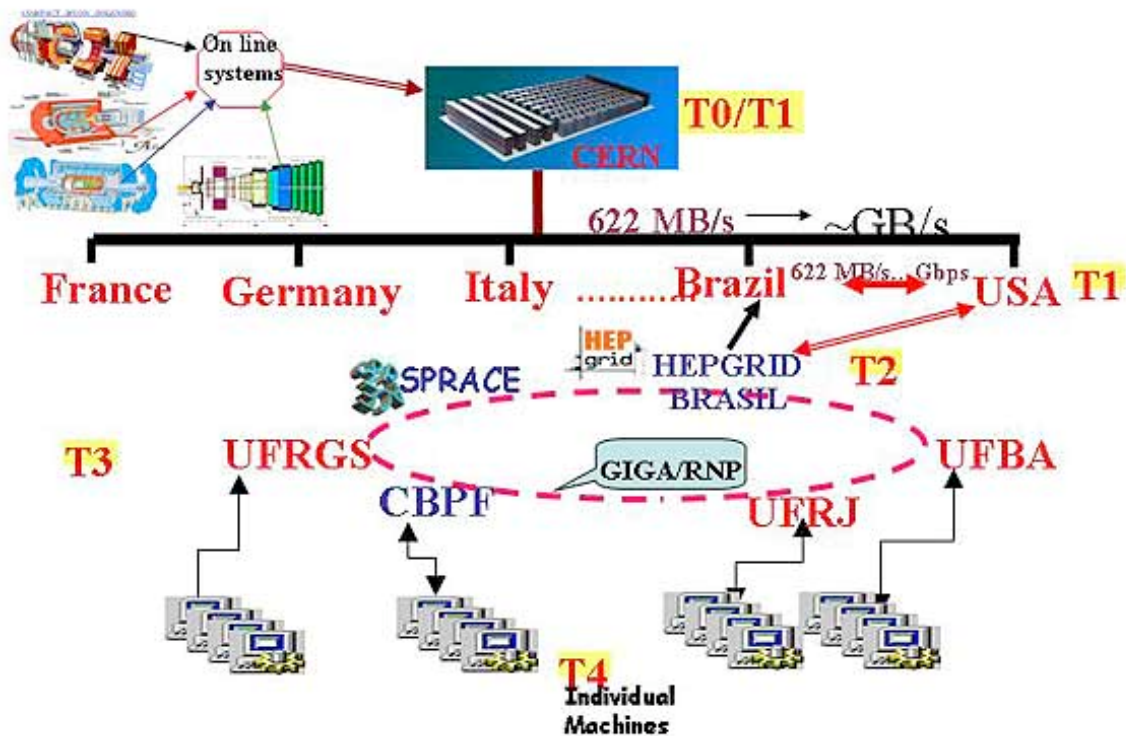 On line
systems
T0/T1
CERN
622 MB/s
~GB/s
France
Germany
Italy
............
Brazil
622 MB/s... Gbps
USA
T1
HEP
grid
HEPGRID
BRASIL
T2
SPRACE
T3
UFRGS
GIGA/RNP
UFBA
CBPF
UFRJ
T4
Individual
Machines